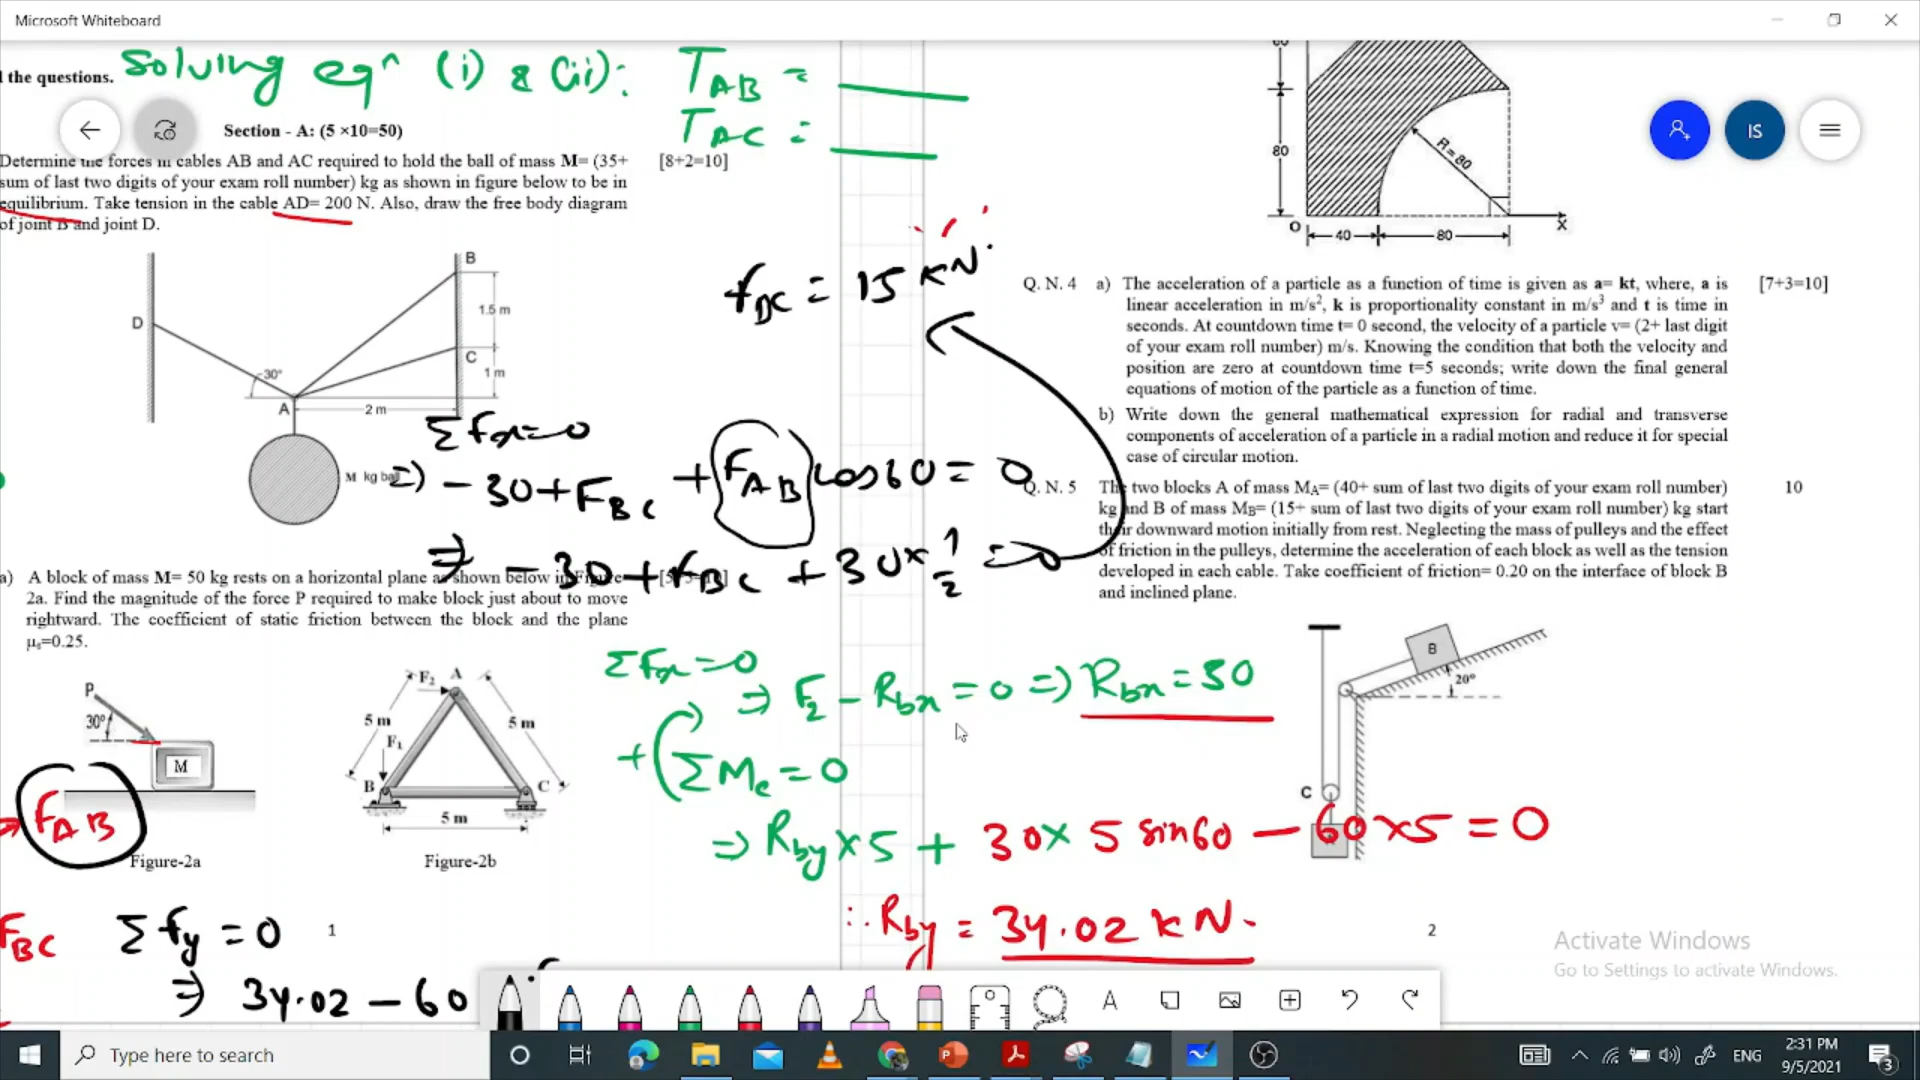 Microsoft Whiteboard
l the questions.
Solving eqⁿ (i) & (ii): T_AB = ____
T_AC = ____
Section - A: (5 ×10=50)
Determine the forces in cables AB and AC required to hold the ball of mass M= (35+ [8+2=10]
sum of last two digits of your exam roll number) kg as shown in figure below to be in
equilibrium. Take tension in the cable AD= 200 N. Also, draw the free body diagram
of joint B and joint D.
B
1.5 m
D
C
1 m
30°
A
2 m
M kg ball
F_BC = 15 KN.
ΣFx=0
⇒) -30+F_BC + F_AB cos60 = 0
⇒ -30+F_BC + 30×1/2 = 0
a) A block of mass M= 50 kg rests on a horizontal plane as shown below in Figure
2a. Find the magnitude of the force P required to make block just about to move
rightward. The coefficient of static friction between the block and the plane
μs=0.25.
P
30°
M
F_AB
Figure-2a
F₂ A
5 m
5 m
F₁
B
C
5 m
Figure-2b
ΣFx=0
⇒ F₂ - R_bx = 0 ⇒) R_bx = 30
+(ΣM_c = 0
⇒ R_by×5 + 30× 5 sin60 - 60×5 = 0
∴ R_by = 34.02 KN.
F_BC
Σfy = 0
⇒ 34.02 - 60
1
60
80
R = 80
O
40
80
X
Q. N. 4 a) The acceleration of a particle as a function of time is given as a= kt, where, a is [7+3=10]
linear acceleration in m/s², k is proportionality constant in m/s³ and t is time in
seconds. At countdown time t= 0 second, the velocity of a particle v= (2+ last digit
of your exam roll number) m/s. Knowing the condition that both the velocity and
position are zero at countdown time t=5 seconds; write down the final general
equations of motion of the particle as a function of time.
b) Write down the general mathematical expression for radial and transverse
components of acceleration of a particle in a radial motion and reduce it for special
case of circular motion.
Q. N. 5 The two blocks A of mass MA= (40+ sum of last two digits of your exam roll number) 10
kg and B of mass MB= (15+ sum of last two digits of your exam roll number) kg start
their downward motion initially from rest. Neglecting the mass of pulleys and the effect
of friction in the pulleys, determine the acceleration of each block as well as the tension
developed in each cable. Take coefficient of friction= 0.20 on the interface of block B
and inclined plane.
B
20°
C
2
IS
Activate Windows
Go to Settings to activate Windows.
Type here to search
ENG
2:31 PM
9/5/2021
3